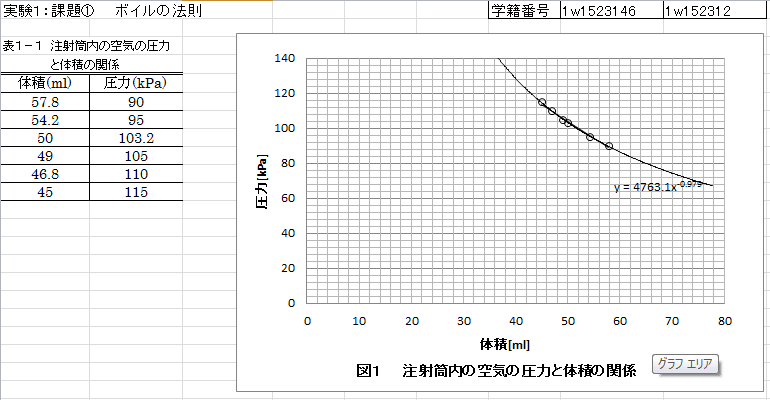 実験1：課題① ボイルの法則 学籍番号 1w1523146 1w152312
表1－1 注射筒内の空気の圧力
と体積の関係
体積(ml) 圧力(kPa)
57.8 90
54.2 95
50 103.2
49 105
46.8 110
45 115
140
120
100
80
60
40
20
0
圧力[kPa]
y = 4763.1x^-0.979
0 10 20 30 40 50 60 70 80
体積[ml]
図1 注射筒内の空気の圧力と体積の関係
グラフ エリア